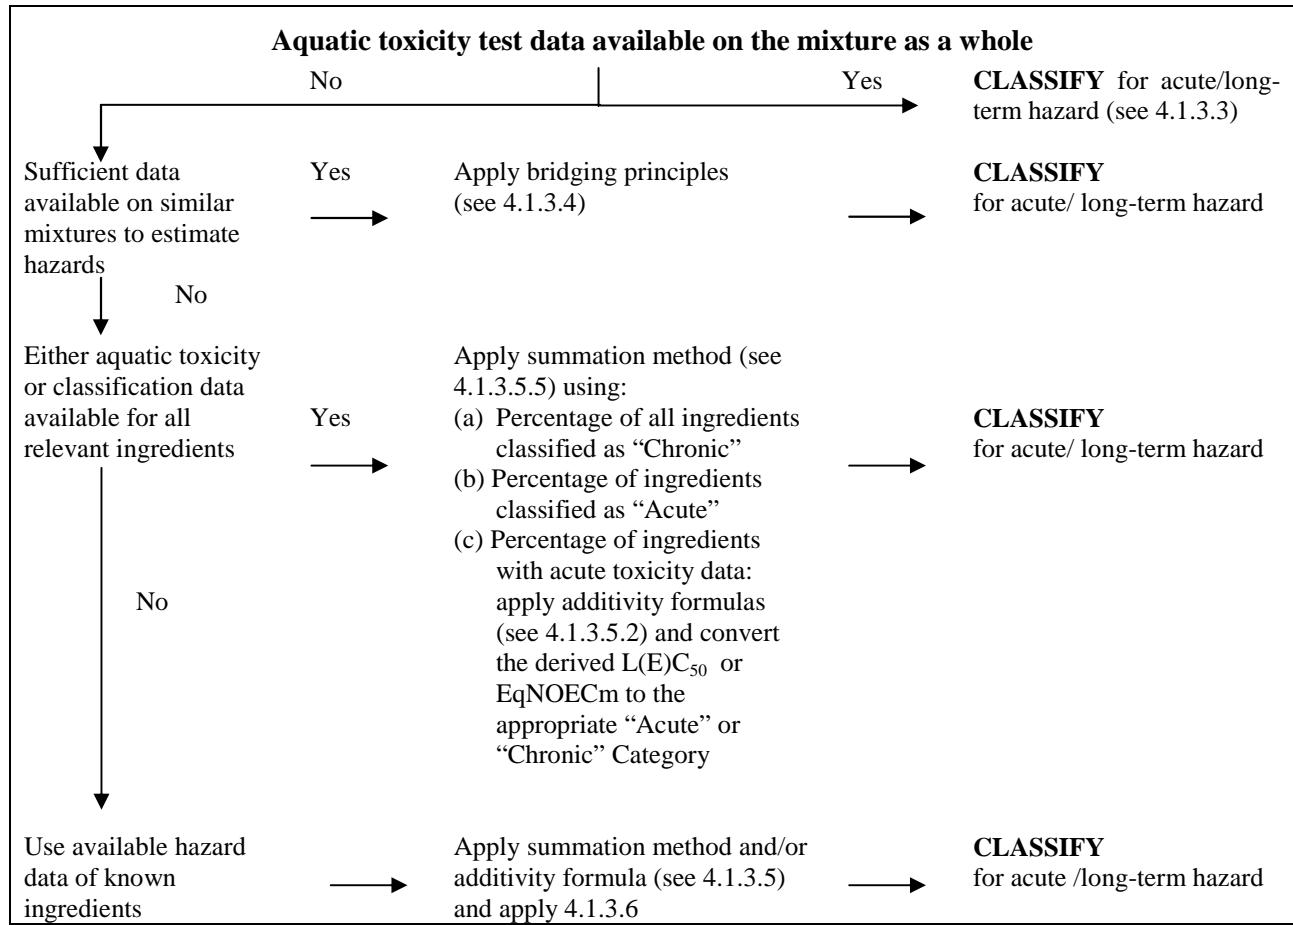 Aquatic toxicity test data available on the mixture as a whole
No
Yes
CLASSIFY for acute/long-
term hazard (see 4.1.3.3)
Sufficient data
available on similar
mixtures to estimate
hazards
Yes
Apply bridging principles
(see 4.1.3.4)
CLASSIFY
for acute/ long-term hazard
No
Either aquatic toxicity
or classification data
available for all
relevant ingredients
Yes
Apply summation method (see
4.1.3.5.5) using:
(a) Percentage of all ingredients
classified as “Chronic”
(b) Percentage of ingredients
classified as “Acute”
(c) Percentage of ingredients
with acute toxicity data:
apply additivity formulas
(see 4.1.3.5.2) and convert
the derived L(E)C₅₀ or
EqNOECm to the
appropriate “Acute” or
“Chronic” Category
CLASSIFY
for acute/ long-term hazard
No
Use available hazard
data of known
ingredients
Apply summation method and/or
additivity formula (see 4.1.3.5)
and apply 4.1.3.6
CLASSIFY
for acute /long-term hazard